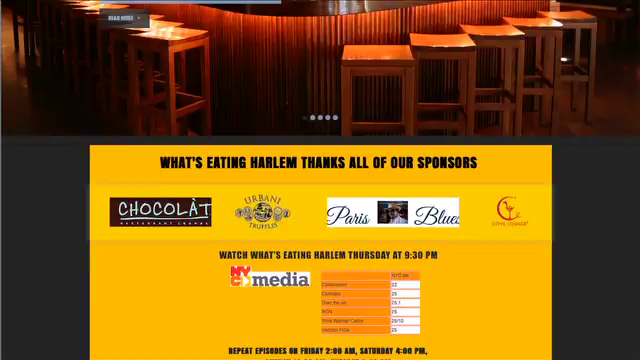 READ MORE
WHAT'S EATING HARLEM THANKS ALL OF OUR SPONSORS
CHOCOLÀT
RESTAURANT LOUNGE
URBANI
TRUFFLES
Paris Blues
WATCH WHAT'S EATING HARLEM THURSDAY AT 9:30 PM
NYC media
NYC life
Cablevision 22
Comcast 25
Over the air 25.1
RCN 25
Time Warner Cable 25/10
Verizon FiOS 25
REPEAT EPISODES ON FRIDAY 2:00 AM, SATURDAY 4:00 PM,